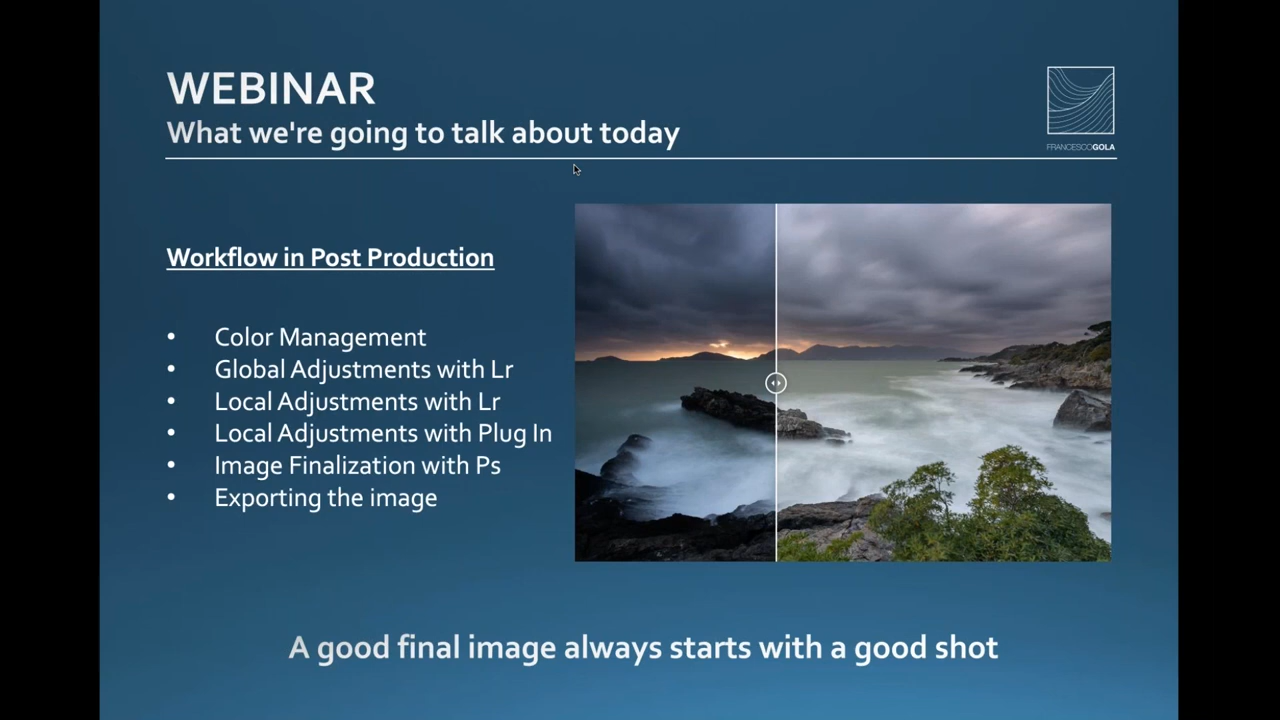 WEBINAR
What we're going to talk about today
FRANCESCOGOLA
Workflow in Post Production
• Color Management
• Global Adjustments with Lr
• Local Adjustments with Lr
• Local Adjustments with Plug In
• Image Finalization with Ps
• Exporting the image
A good final image always starts with a good shot